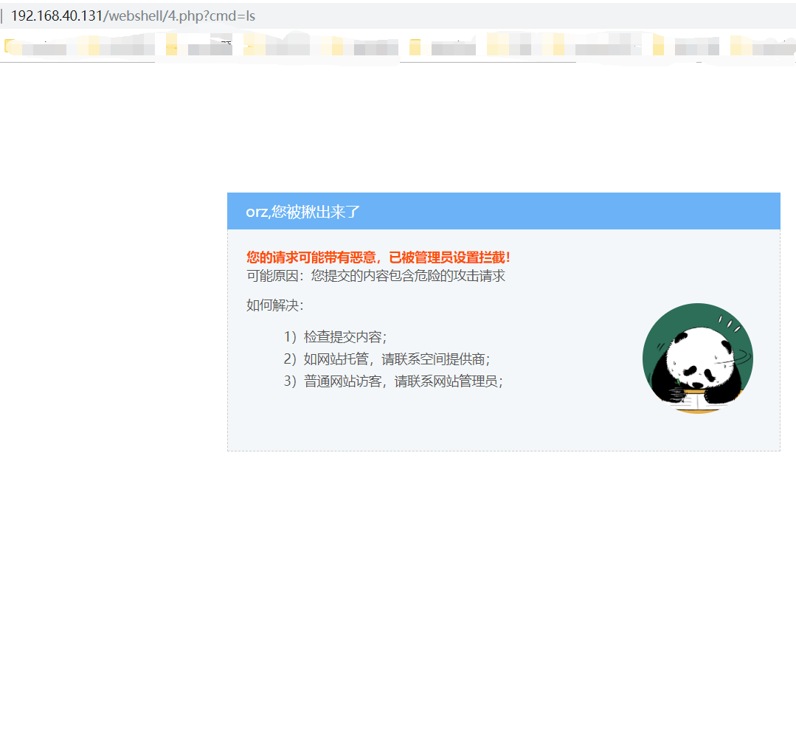 192.168.40.131/webshell/4.php?cmd=ls
orz,您被揪出来了
您的请求可能带有恶意，已被管理员设置拦截！
可能原因：您提交的内容包含危险的攻击请求
如何解决：
1）检查提交内容；
2）如网站托管，请联系空间提供商；
3）普通网站访客，请联系网站管理员；